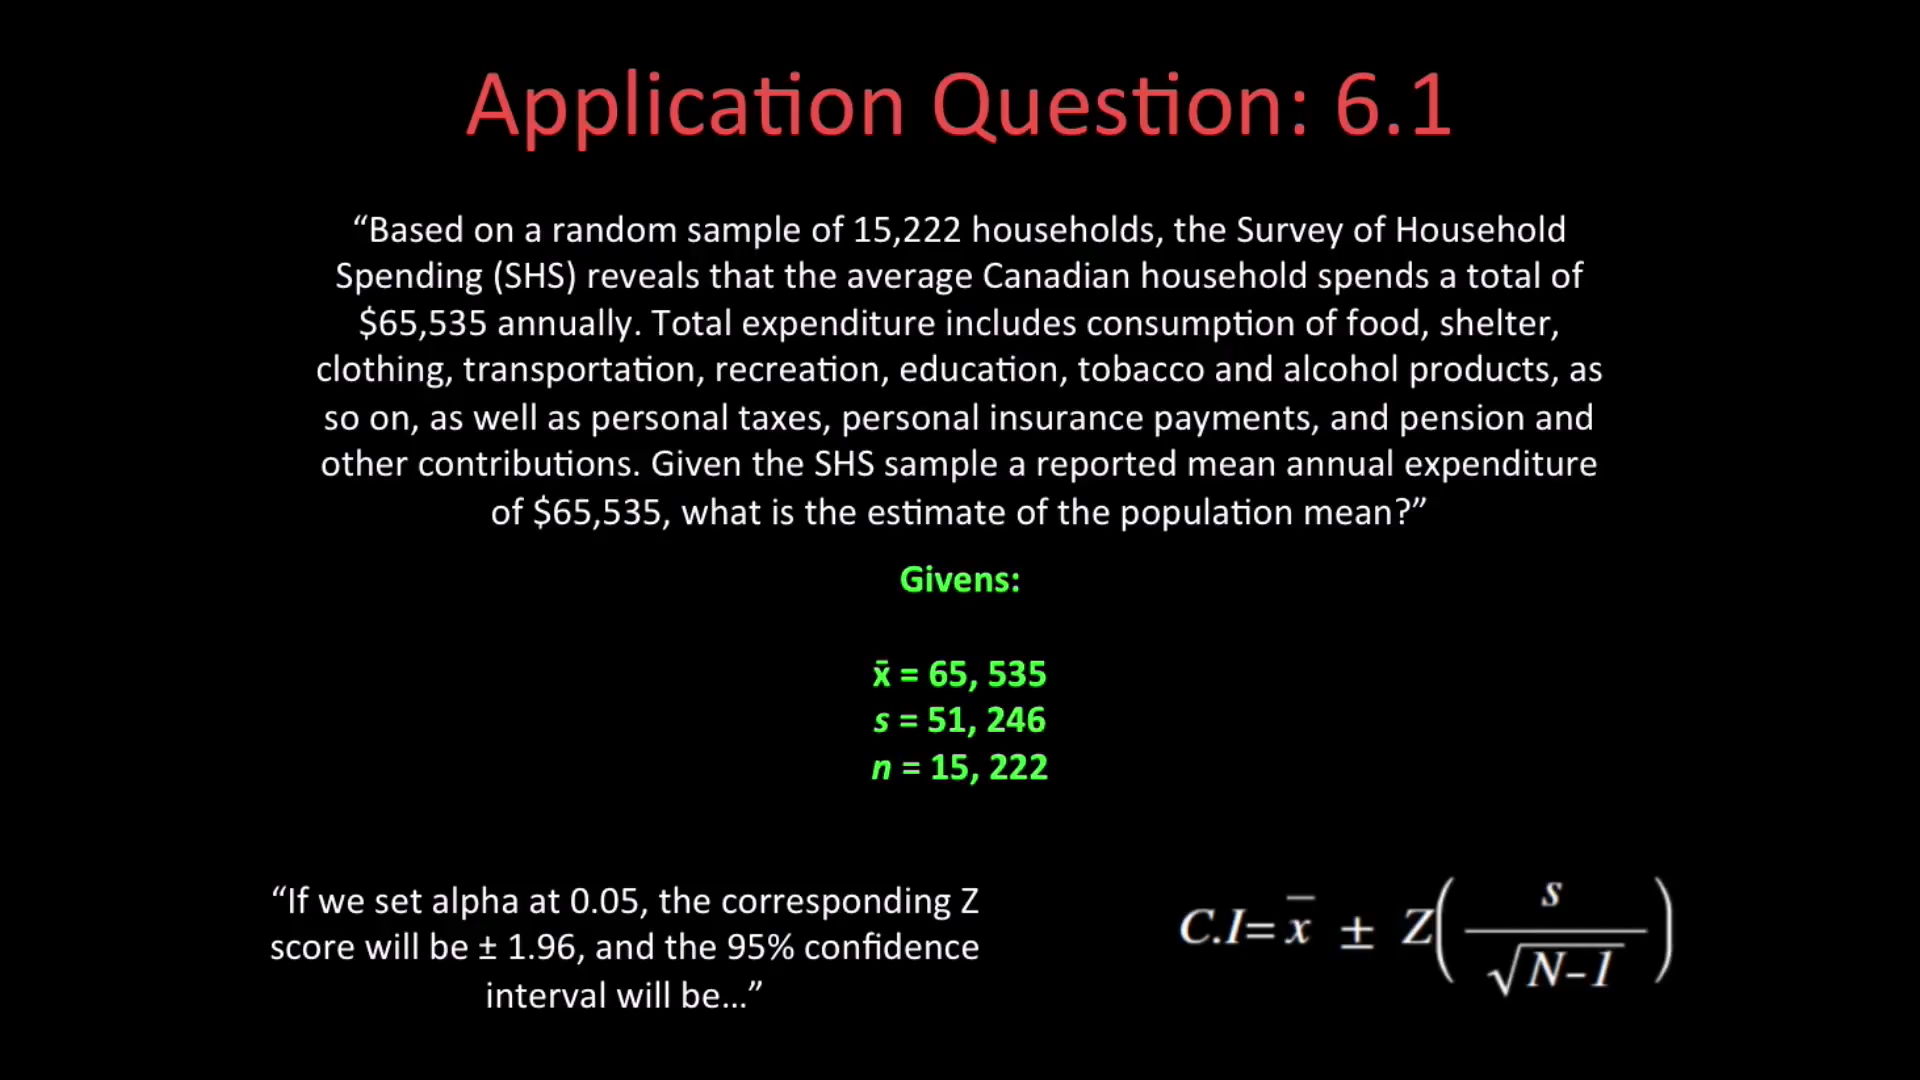 Application Question: 6.1
“Based on a random sample of 15,222 households, the Survey of Household
Spending (SHS) reveals that the average Canadian household spends a total of
$65,535 annually. Total expenditure includes consumption of food, shelter,
clothing, transportation, recreation, education, tobacco and alcohol products, as
so on, as well as personal taxes, personal insurance payments, and pension and
other contributions. Given the SHS sample a reported mean annual expenditure
of $65,535, what is the estimate of the population mean?”
Givens:
x̄ = 65, 535
s = 51, 246
n = 15, 222
“If we set alpha at 0.05, the corresponding Z
score will be ± 1.96, and the 95% confidence
interval will be...”
C.I= x̄ ± Z(s/√N-1)